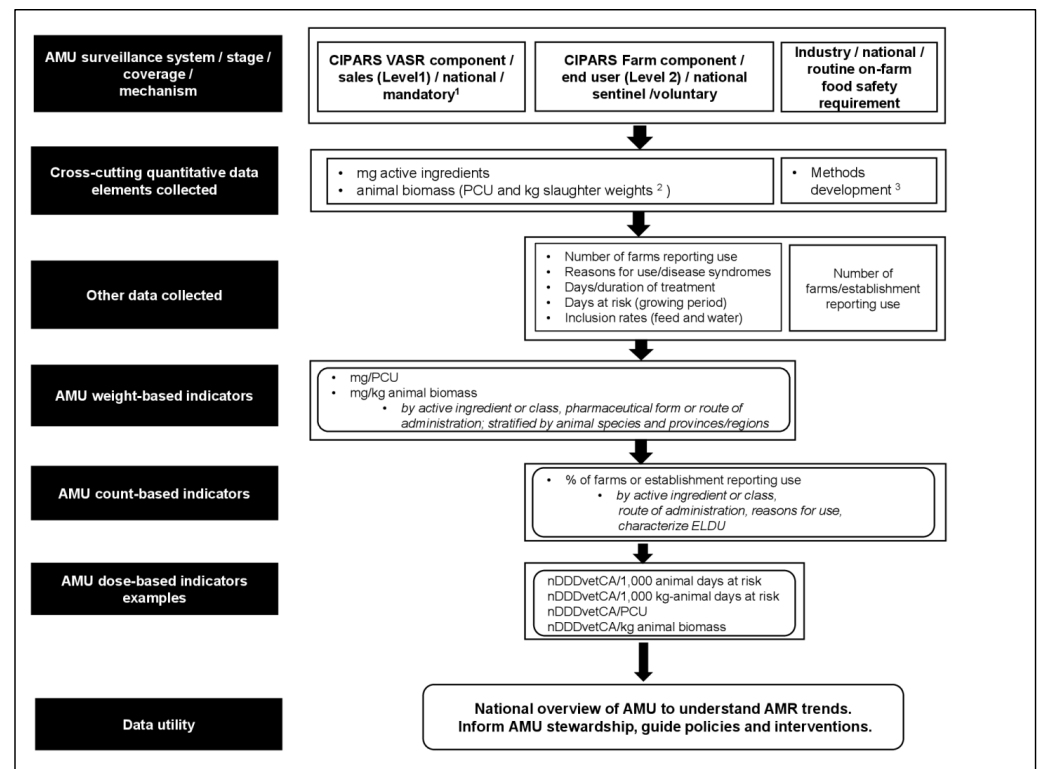 AMU surveillance system / stage /
coverage /
mechanism
CIPARS VASR component /
sales (Level1) / national /
mandatory¹
CIPARS Farm component /
end user (Level 2) / national
sentinel /voluntary
Industry / national /
routine on-farm
food safety
requirement
Cross-cutting quantitative data
elements collected
• mg active ingredients
• animal biomass (PCU and kg slaughter weights ² )
• Methods
development ³
Other data collected
• Number of farms reporting use
• Reasons for use/disease syndromes
• Days/duration of treatment
• Days at risk (growing period)
• Inclusion rates (feed and water)
Number of
farms/establishment
reporting use
AMU weight-based indicators
• mg/PCU
• mg/kg animal biomass
• by active ingredient or class, pharmaceutical form or route of
administration; stratified by animal species and provinces/regions
AMU count-based indicators
• % of farms or establishment reporting use
• by active ingredient or class,
route of administration, reasons for use,
characterize ELDU
AMU dose-based indicators
examples
nDDDvetCA/1,000 animal days at risk
nDDDvetCA/1,000 kg-animal days at risk
nDDDvetCA/PCU
nDDDvetCA/kg animal biomass
Data utility
National overview of AMU to understand AMR trends.
Inform AMU stewardship, guide policies and interventions.